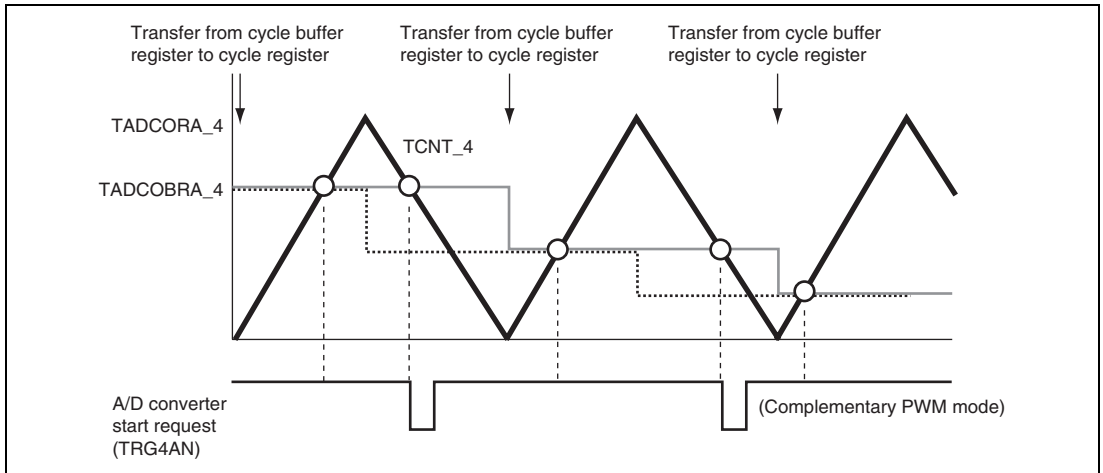 Transfer from cycle buffer
register to cycle register
Transfer from cycle buffer
register to cycle register
Transfer from cycle buffer
register to cycle register
TADCORA_4
TCNT_4
TADCOBRA_4
A/D converter
start request
(TRG4AN)
(Complementary PWM mode)